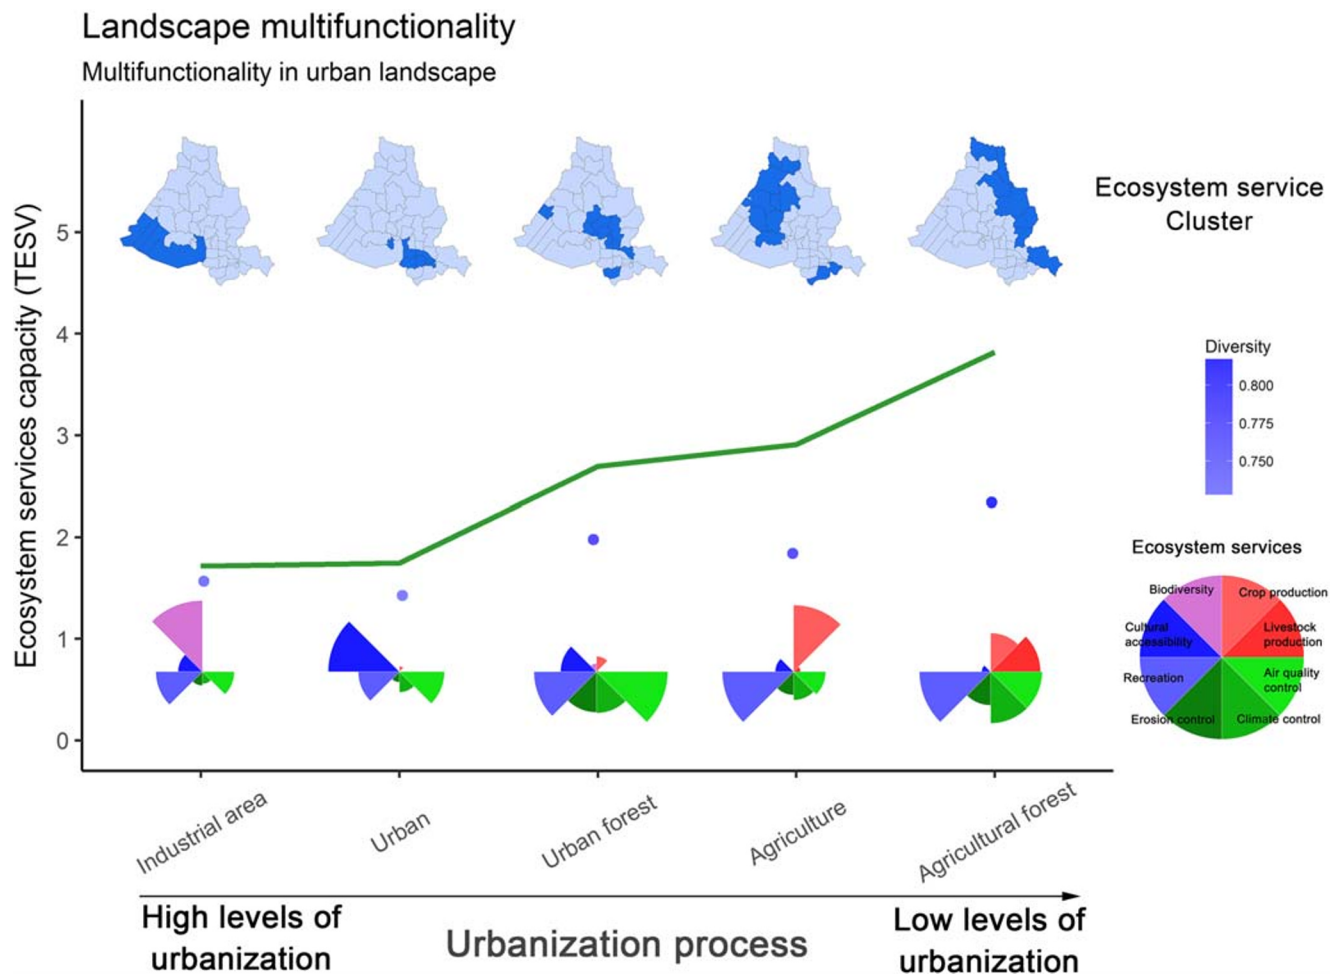 Landscape multifunctionality
Multifunctionality in urban landscape
Ecosystem services capacity (TESV)
5
4
3
2
1
0
Ecosystem service
Cluster
Diversity
0.800
0.775
0.750
Ecosystem services
Biodiversity
Crop production
Cultural
accessibility
Livestock
production
Recreation
Air quality
control
Erosion control
Climate control
Industrial area
Urban
Urban forest
Agriculture
Agricultural forest
High levels of
urbanization
Urbanization process
Low levels of
urbanization